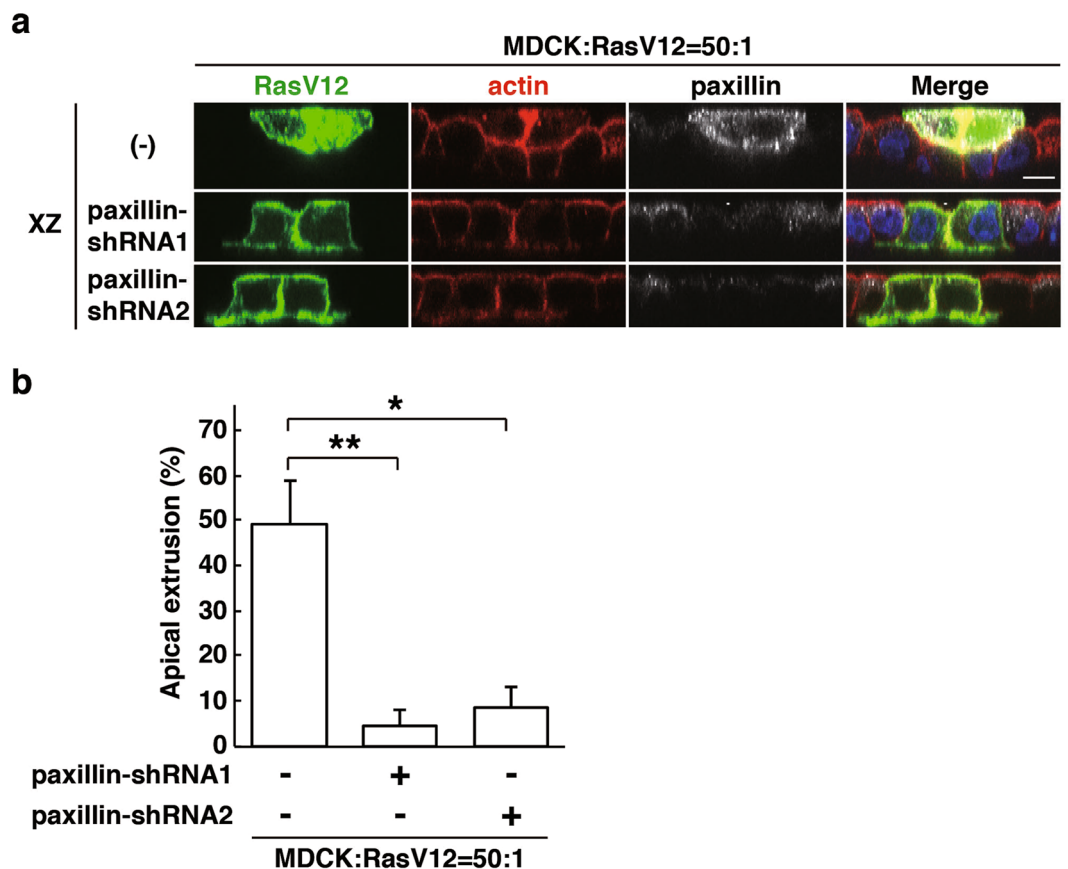 a
MDCK:RasV12=50:1
RasV12 actin paxillin Merge
XZ
(-)
paxillin-
shRNA1
paxillin-
shRNA2
b
Apical extrusion (%)
70
60
50
40
30
20
10
0
*
**
paxillin-shRNA1 - + -
paxillin-shRNA2 - - +
MDCK:RasV12=50:1